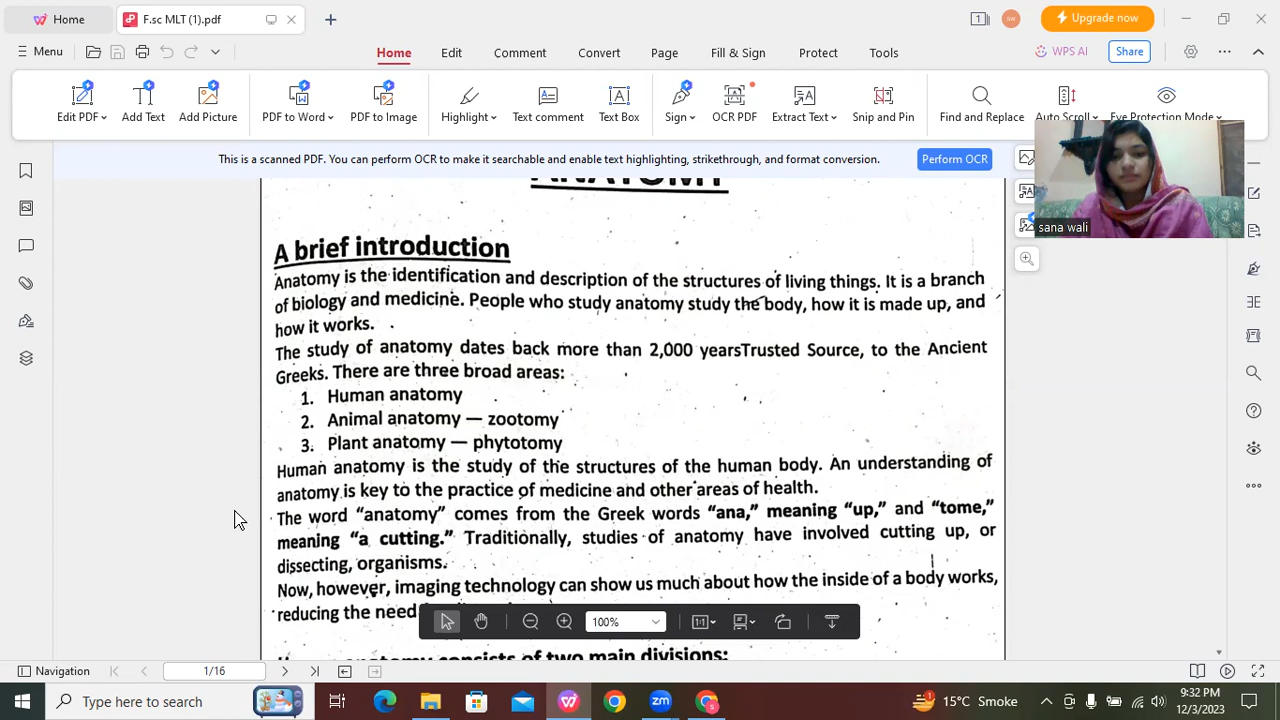 Home
F.sc MLT (1).pdf
SW
Upgrade now
Menu
Home Edit Comment Convert Page Fill & Sign Protect Tools
WPS AI
Share
Edit PDF Add Text Add Picture PDF to Word PDF to Image Highlight Text comment Text Box Sign OCR PDF Extract Text Snip and Pin Find and Replace Auto Scroll Eye Protection Mode
This is a scanned PDF. You can perform OCR to make it searchable and enable text highlighting, strikethrough, and format conversion.
Perform OCR
sana wali
ANATOMY
A brief introduction
Anatomy is the identification and description of the structures of living things. It is a branch
of biology and medicine. People who study anatomy study the body, how it is made up, and
how it works.
The study of anatomy dates back more than 2,000 yearsTrusted Source, to the Ancient
Greeks. There are three broad areas:
1. Human anatomy
2. Animal anatomy — zootomy
3. Plant anatomy — phytotomy
Human anatomy is the study of the structures of the human body. An understanding of
anatomy is key to the practice of medicine and other areas of health.
The word "anatomy" comes from the Greek words "ana," meaning "up," and "tome,"
meaning "a cutting." Traditionally, studies of anatomy have involved cutting up, or
dissecting, organisms.
Now, however, imaging technology can show us much about how the inside of a body works,
reducing the need
anatomy consists of two main divisions:
100%
Navigation
1/16
Type here to search
15°C Smoke
9:32 PM
12/3/2023